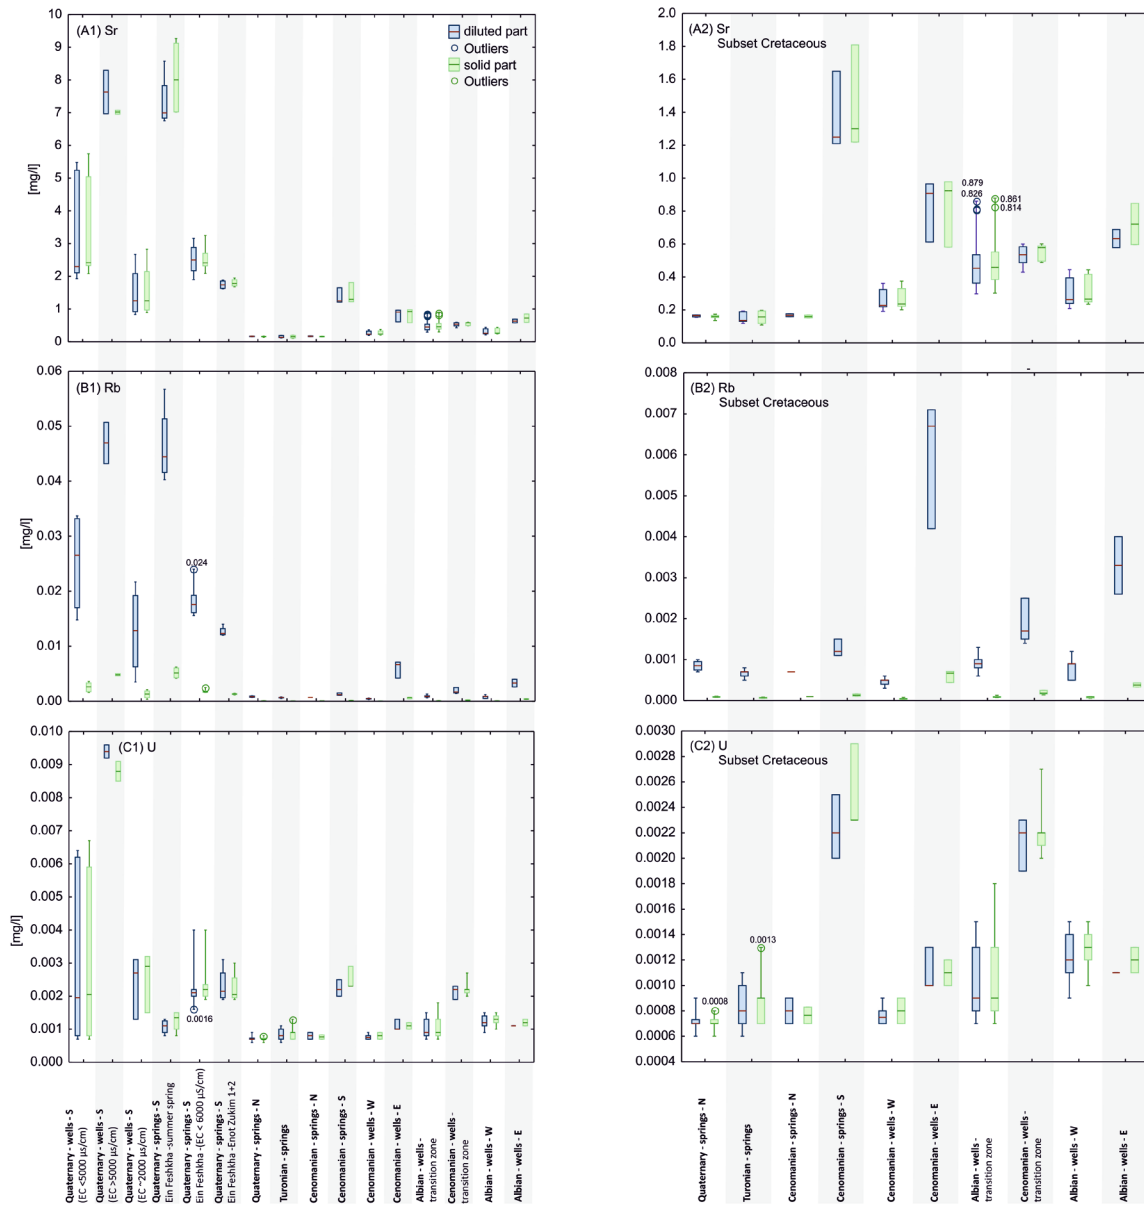 (A1) Sr
diluted part
Outliers
solid part
Outliers
[mg/l]
10
9
8
7
6
5
4
3
2
1
0
(A2) Sr
Subset Cretaceous
2.0
1.8
1.6
1.4
1.2
1.0
0.8
0.6
0.4
0.2
0.0
0.879
0.826
0.861
0.814
(B1) Rb
[mg/l]
0.06
0.05
0.04
0.03
0.02
0.01
0.00
0.024
(B2) Rb
Subset Cretaceous
0.008
0.007
0.006
0.005
0.004
0.003
0.002
0.001
0.000
(C1) U
[mg/l]
0.010
0.009
0.008
0.007
0.006
0.005
0.004
0.003
0.002
0.001
0.000
0.0016
(C2) U
Subset Cretaceous
0.0030
0.0028
0.0026
0.0024
0.0022
0.0020
0.0018
0.0016
0.0014
0.0012
0.0010
0.0008
0.0006
0.0004
0.0008
0.0013
Quaternary - wells - S
(EC <5000 µS/cm)
Quaternary - wells - S
(EC >5000 µS/cm)
Quaternary - wells - S
(EC ~2000 µS/cm)
Quaternary - springs - S
Ein Feshkha -summer spring
Quaternary - springs - S
Ein Feshkha -(EC < 6000 µS/cm)
Quaternary - springs - S
Ein Feshkha -Enot Zukim 1+2
Quaternary - springs - N
Turonian - springs
Cenomanian - springs - N
Cenomanian - springs - S
Cenomanian - wells - W
Cenomanian - wells - E
Albian - wells -
transition zone
Cenomanian - wells -
transition zone
Albian - wells - W
Albian - wells - E
Quaternary - springs - N
Turonian - springs
Cenomanian - springs - N
Cenomanian - springs - S
Cenomanian - wells - W
Cenomanian - wells - E
Albian - wells -
transition zone
Cenomanian - wells -
transition zone
Albian - wells - W
Albian - wells - E